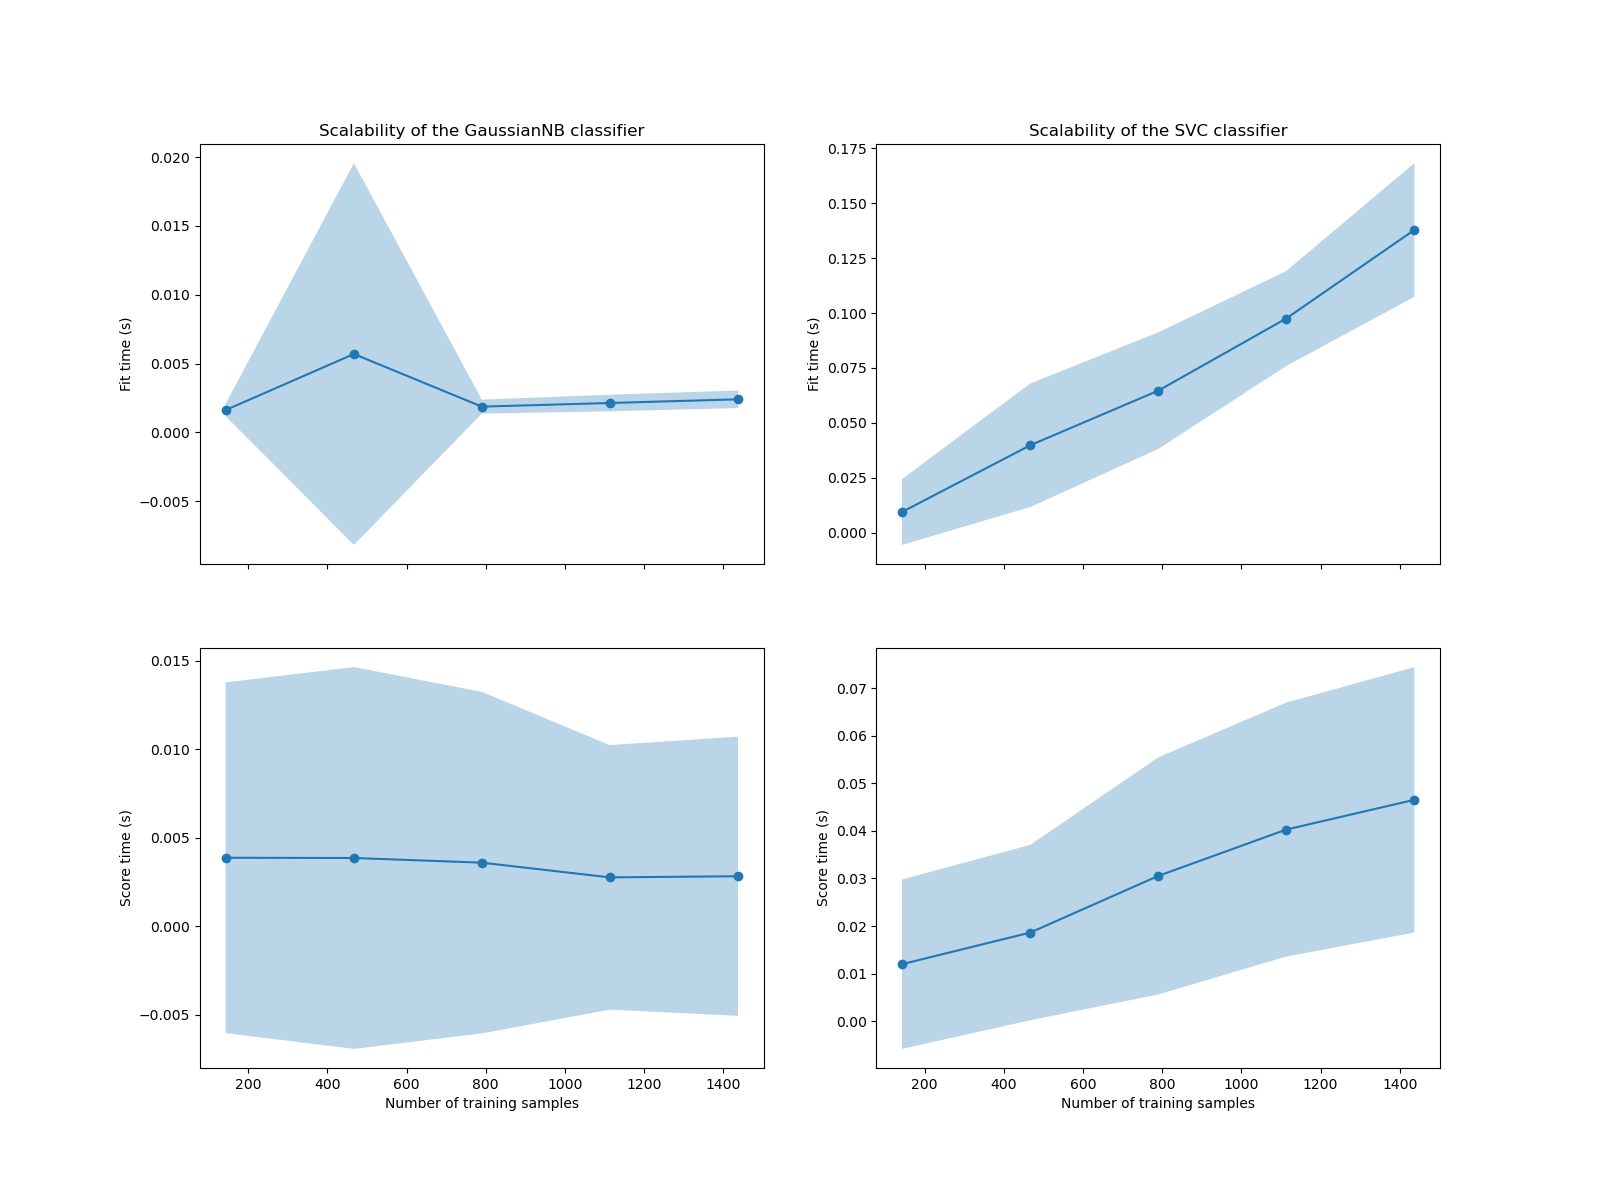 Scalability of the GaussianNB classifier
Fit time (s)
0.020
0.015
0.010
0.005
0.000
−0.005
Scalability of the SVC classifier
Fit time (s)
0.175
0.150
0.125
0.100
0.075
0.050
0.025
0.000
Score time (s)
0.015
0.010
0.005
0.000
−0.005
200 400 600 800 1000 1200 1400
Number of training samples
Score time (s)
0.07
0.06
0.05
0.04
0.03
0.02
0.01
0.00
200 400 600 800 1000 1200 1400
Number of training samples